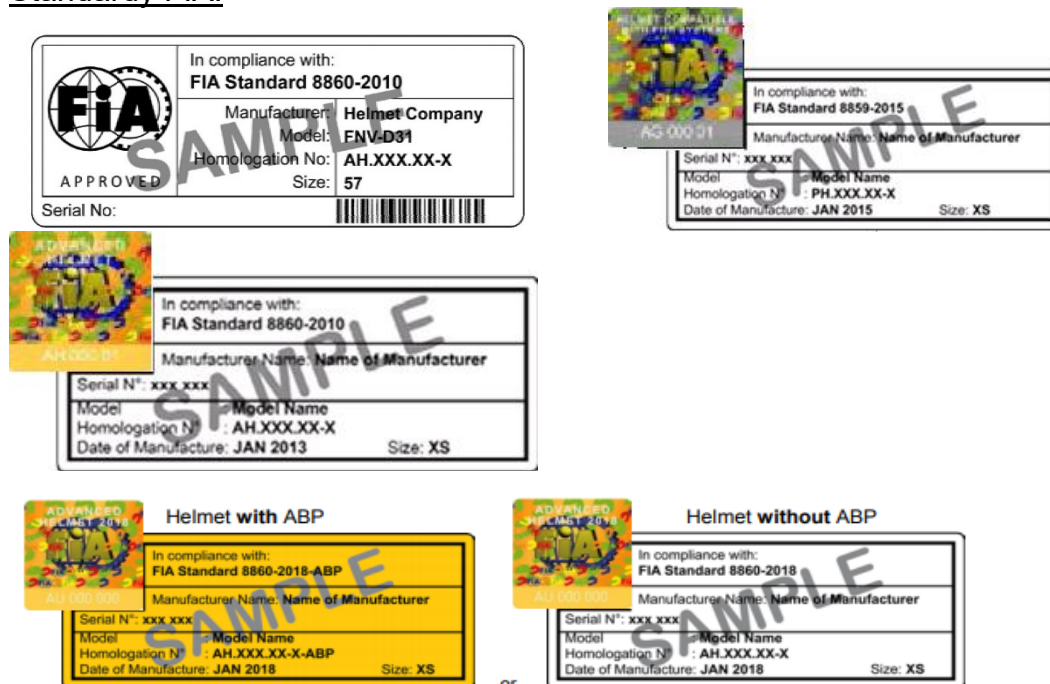 Standardy FIA:
In compliance with:
FIA Standard 8860-2010
FiA
APPROVED
Manufacturer: Helmet Company
Model: ENV-D31
Homologation No: AH.XXX.XX-X
Size: 57
Serial No:
SAMPLE
HELMET COMPATIBLE
WITH FHR SYSTEMS
FiA
AG 000 01
In compliance with:
FIA Standard 8859-2015
Manufacturer Name: Name of Manufacturer
Serial N°: xxx xxx
Model : Model Name
Homologation N° : PH.XXX.XX-X
Date of Manufacture: JAN 2015 Size: XS
SAMPLE
ADVANCED
HELMET
FiA
AH 000 01
In compliance with:
FIA Standard 8860-2010
Manufacturer Name: Name of Manufacturer
Serial N°: xxx xxx
Model : Model Name
Homologation N° : AH.XXX.XX-X
Date of Manufacture: JAN 2013 Size: XS
SAMPLE
Helmet with ABP
ADVANCED
HELMET 2018
FiA
AU 000 000
In compliance with:
FIA Standard 8860-2018-ABP
Manufacturer Name: Name of Manufacturer
Serial N°: xxx xxx
Model : Model Name
Homologation N° : AH.XXX.XX-X-ABP
Date of Manufacture: JAN 2018 Size: XS
SAMPLE
or
Helmet without ABP
ADVANCED
HELMET 2018
FiA
AU 000 000
In compliance with:
FIA Standard 8860-2018
Manufacturer Name: Name of Manufacturer
Serial N°: xxx xxx
Model : Model Name
Homologation N° : AH.XXX.XX-X
Date of Manufacture: JAN 2018 Size: XS
SAMPLE